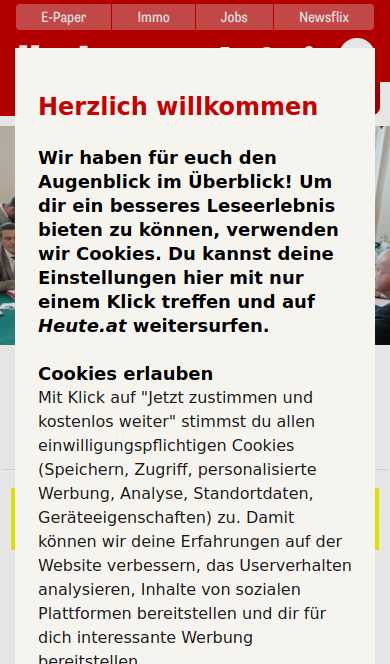 E-Paper Immo Jobs Newsflix
Herzlich willkommen
Wir haben für euch den
Augenblick im Überblick! Um
dir ein besseres Leseerlebnis
bieten zu können, verwenden
wir Cookies. Du kannst deine
Einstellungen hier mit nur
einem Klick treffen und auf
Heute.at weitersurfen.
Cookies erlauben
Mit Klick auf "Jetzt zustimmen und
kostenlos weiter" stimmst du allen
einwilligungspflichtigen Cookies
(Speichern, Zugriff, personalisierte
Werbung, Analyse, Standortdaten,
Geräteeigenschaften) zu. Damit
können wir deine Erfahrungen auf der
Website verbessern, das Userverhalten
analysieren, Inhalte von sozialen
Plattformen bereitstellen und dir für
dich interessante Werbung
bereitstellen